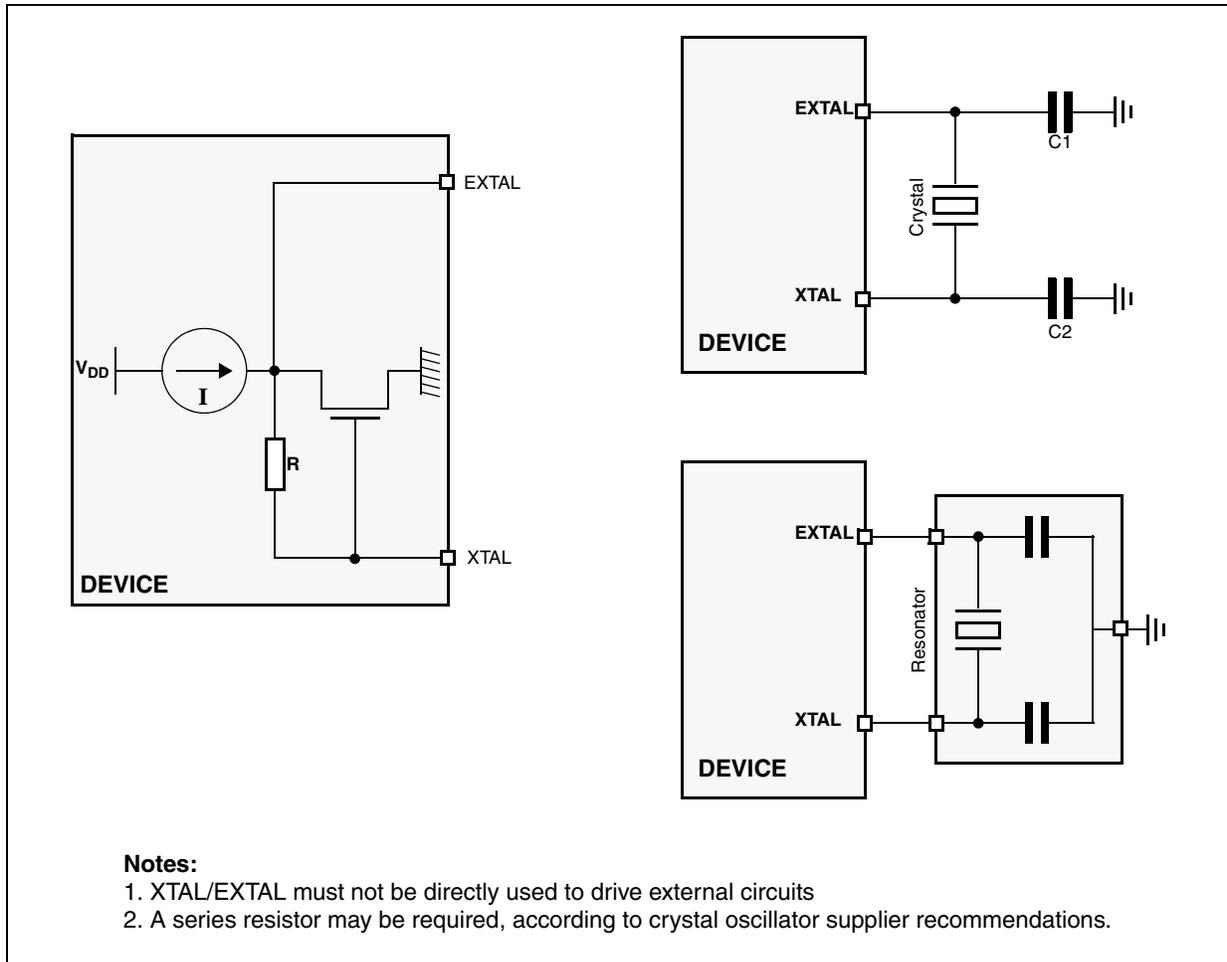 EXTAL
V_DD
I
R
XTAL
DEVICE
EXTAL
C1
Crystal
XTAL
C2
DEVICE
EXTAL
Resonator
XTAL
DEVICE
Notes:
1. XTAL/EXTAL must not be directly used to drive external circuits
2. A series resistor may be required, according to crystal oscillator supplier recommendations.